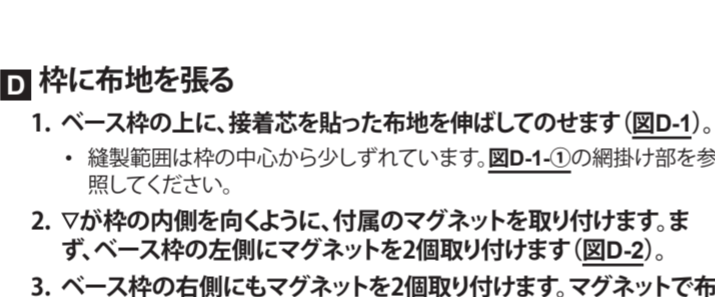 D 枠に布地を張る
1. ベース枠の上に、接着芯を貼った布地を伸ばしてのせます（図D-1）。
• 縫製範囲は枠の中心から少しずれています。図D-1-①の網掛け部を参
照してください。
2. ▽が枠の内側を向くように、付属のマグネットを取り付けます。ま
ず、ベース枠の左側にマグネットを2個取り付けます（図D-2）。
3. ベース枠の右側にもマグネットを2個取り付けます。マグネットで布